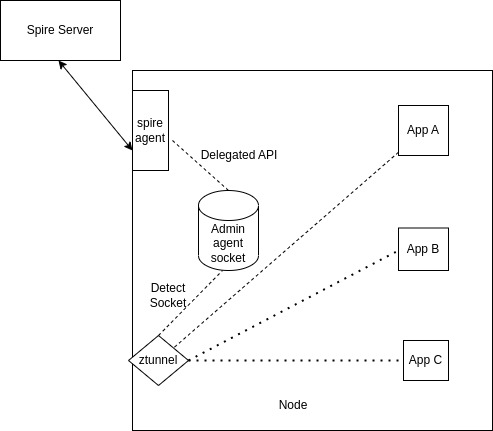 Spire Server
spire
agent
Delegated API
App A
Admin
agent
socket
App B
Detect
Socket
ztunnel
App C
Node